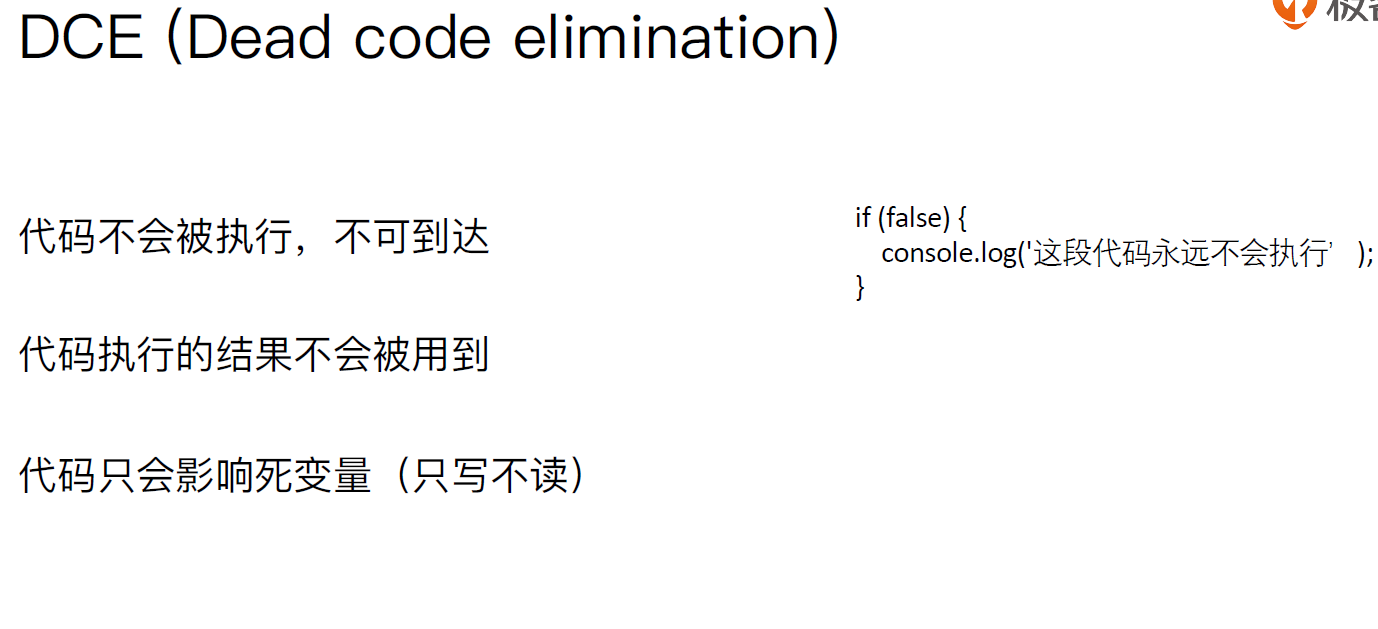 DCE (Dead code elimination)
代码不会被执行，不可到达
代码执行的结果不会被用到
代码只会影响死变量（只写不读）
if (false) {
console.log('这段代码永远不会执行’ );
}